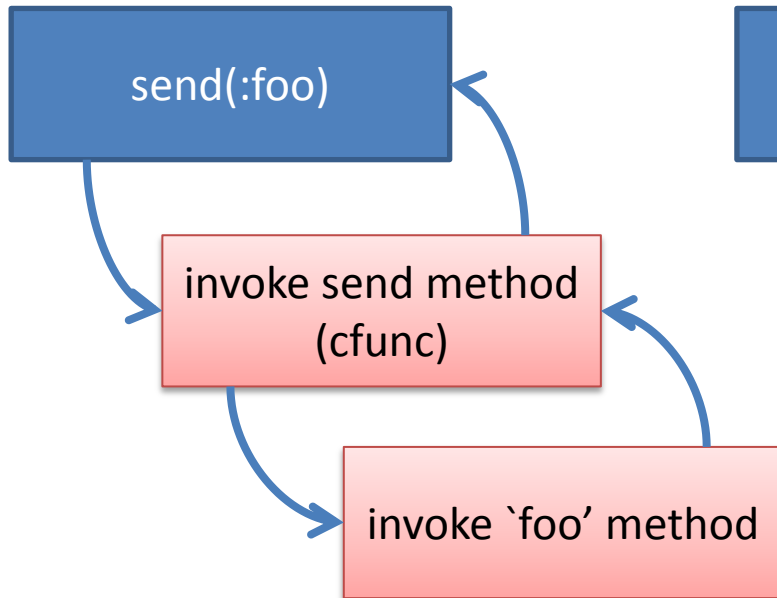 send(:foo)
invoke send method
(cfunc)
invoke `foo’ method